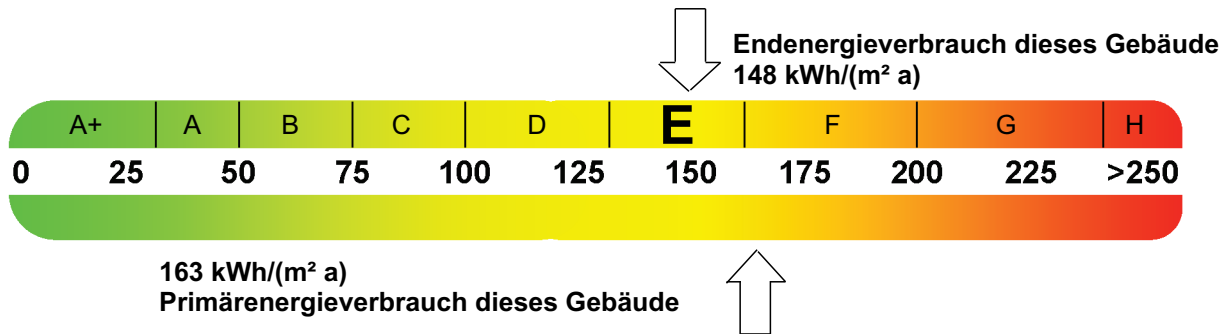 Endenergieverbrauch dieses Gebäude
148 kWh/(m² a)
A+ A B C D E F G H
0 25 50 75 100 125 150 175 200 225 >250
163 kWh/(m² a)
Primärenergieverbrauch dieses Gebäude